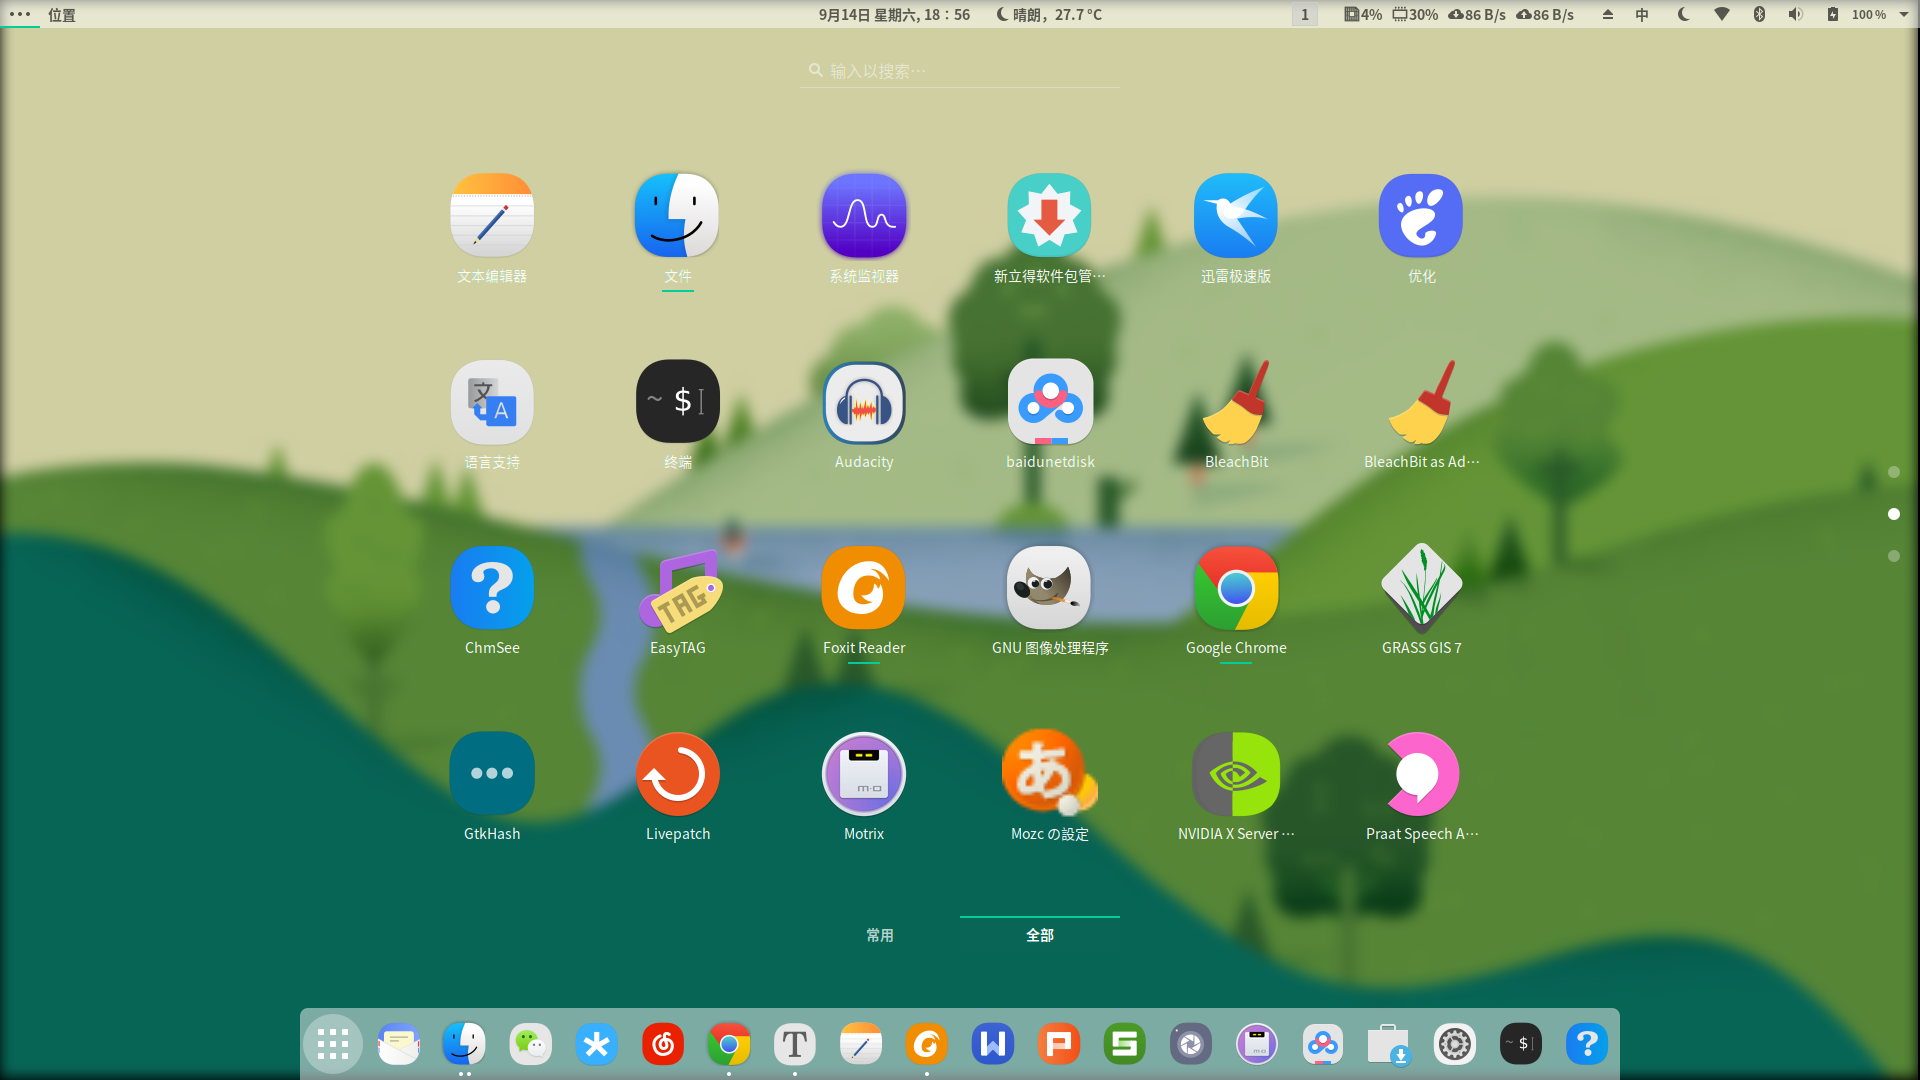 位置
9月14日 星期六, 18：56
晴朗，27.7 °C
1
4%
30%
86 B/s
86 B/s
中
100 %
输入以搜索…
文本编辑器
文件
系统监视器
新立得软件包管…
迅雷极速版
优化
文
A
~ $
语言支持
终端
Audacity
baidunetdisk
BleachBit
BleachBit as Ad…
?
TAG
ChmSee
EasyTAG
Foxit Reader
GNU 图像处理程序
Google Chrome
GRASS GIS 7
m·o
あ
GtkHash
Livepatch
Motrix
Mozc の設定
NVIDIA X Server …
Praat Speech A…
常用
全部
T
W
P
S
~ $
?